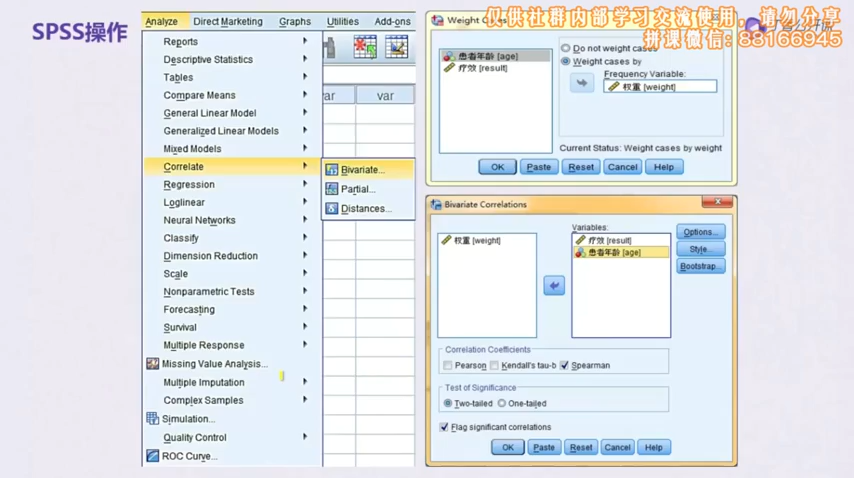 SPSS操作
Analyze Direct Marketing Graphs Utilities Add-ons
Reports
Descriptive Statistics
Tables
Compare Means
General Linear Model
Generalized Linear Models
Mixed Models
Correlate
Regression
Loglinear
Neural Networks
Classify
Dimension Reduction
Scale
Nonparametric Tests
Forecasting
Survival
Multiple Response
Missing Value Analysis...
Multiple Imputation
Complex Samples
Simulation...
Quality Control
ROC Curve...
var
Bivariate...
Partial...
Distances...
仅供社群内部学习交流使用，请勿分享
拼课微信：88166945
患者年龄 [age]
疗效 [result]
Do not weight cases
Weight cases by
Frequency Variable:
权重 [weight]
Current Status: Weight cases by weight
OK Paste Reset Cancel Help
Bivariate Correlations
权重 [weight]
Variables:
疗效 [result]
患者年龄 [age]
Options...
Style...
Bootstrap...
Correlation Coefficients
Pearson Kendall's tau-b Spearman
Test of Significance
Two-tailed One-tailed
Flag significant correlations
OK Paste Reset Cancel Help